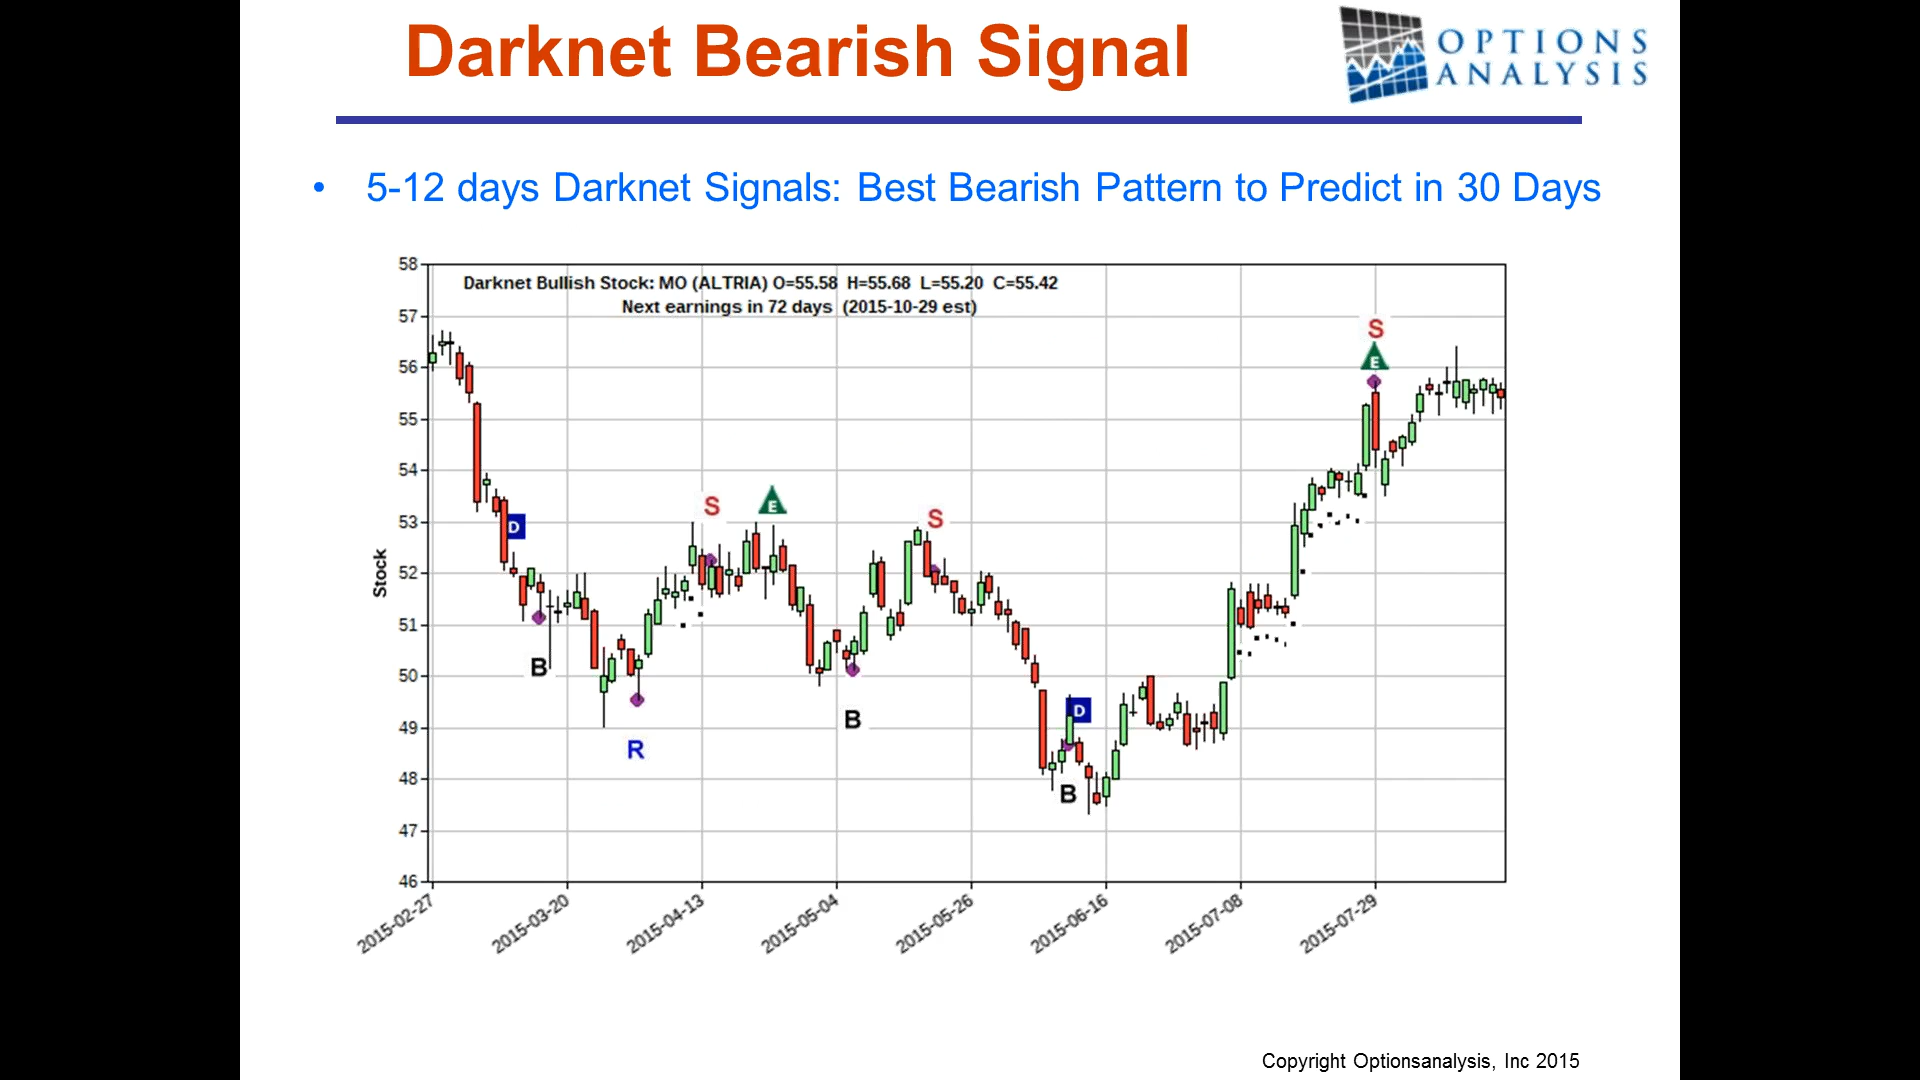 Darknet Bearish Signal
OPTIONS
ANALYSIS
• 5-12 days Darknet Signals: Best Bearish Pattern to Predict in 30 Days
Darknet Bullish Stock: MO (ALTRIA) O=55.58 H=55.68 L=55.20 C=55.42
Next earnings in 72 days (2015-10-29 est)
58
57
56
55
54
53
52
51
50
49
48
47
46
Stock
D
B
R
S
E
B
S
D
B
S
E
2015-02-27
2015-03-20
2015-04-13
2015-05-04
2015-05-26
2015-06-16
2015-07-08
2015-07-29
Copyright Optionsanalysis, Inc 2015